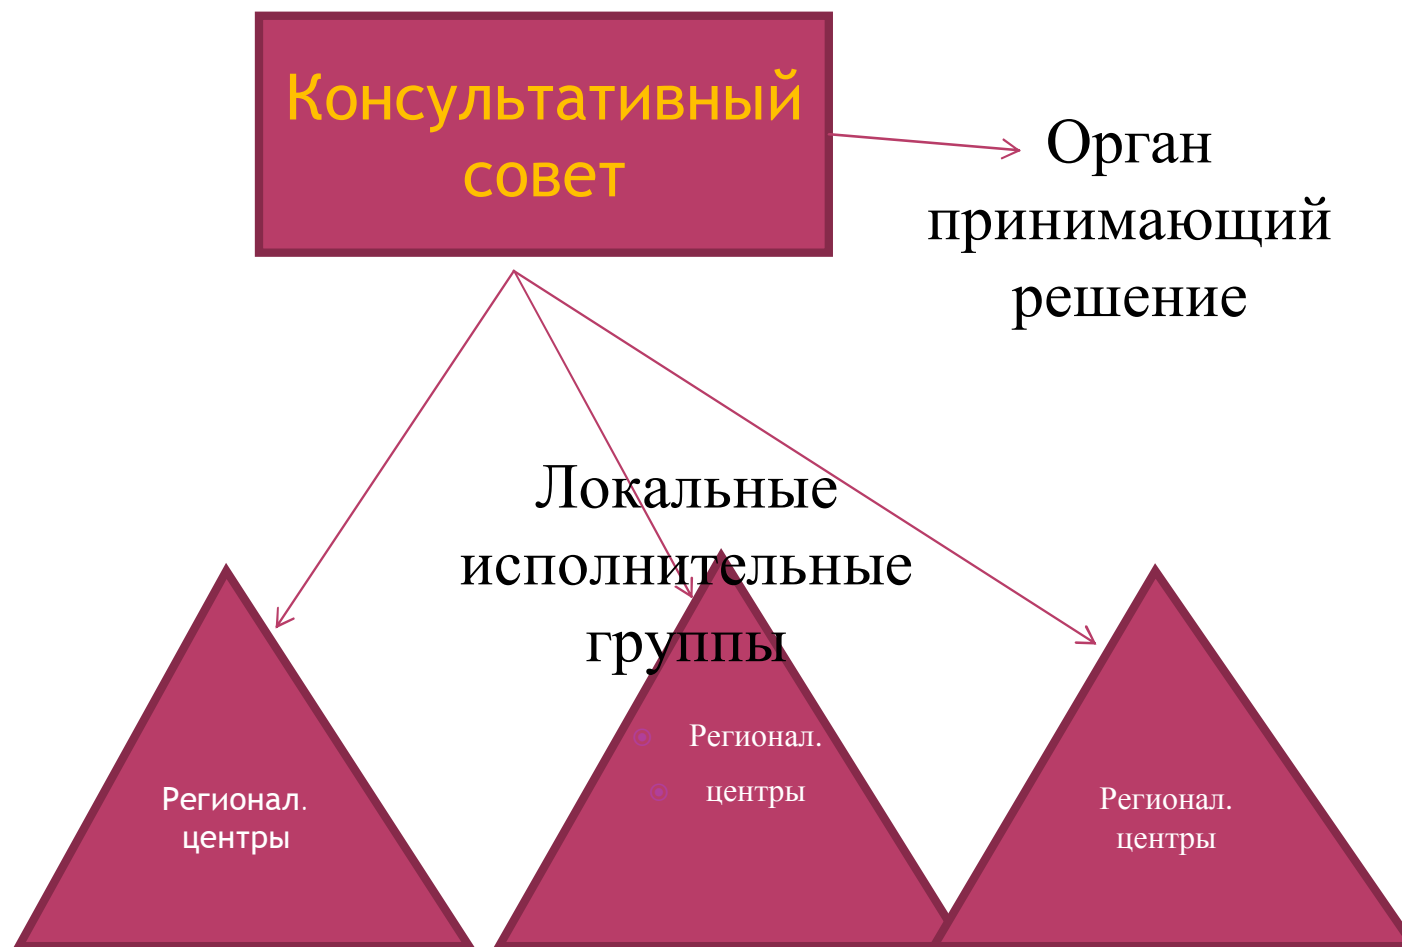 Консультативный
совет
Орган
принимающий
решение
Локальные
исполнительные
группы
Регионал.
центры
Регионал.
центры
Регионал.
центры